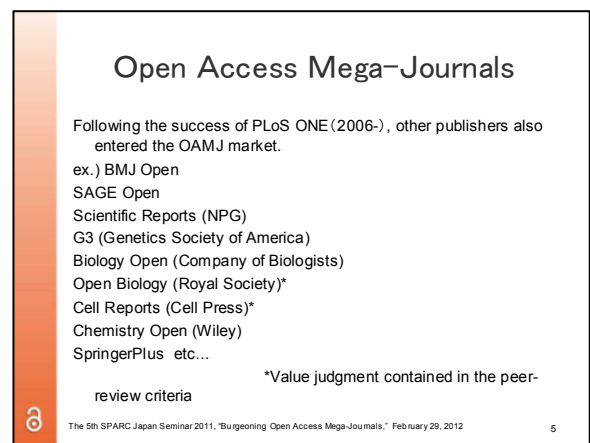 Open Access Mega-Journals
Following the success of PLoS ONE(2006-), other publishers also
entered the OAMJ market.
ex.) BMJ Open
SAGE Open
Scientific Reports (NPG)
G3 (Genetics Society of America)
Biology Open (Company of Biologists)
Open Biology (Royal Society)*
Cell Reports (Cell Press)*
Chemistry Open (Wiley)
SpringerPlus etc...
*Value judgment contained in the peer-
review criteria
The 5th SPARC Japan Seminar 2011, "Burgeoning Open Access Mega-Journals," February 29, 2012 5